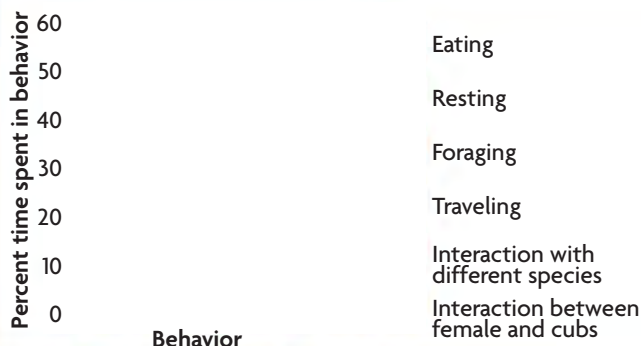 Percent time spent in behavior
60
50
40
30
20
10
0
Behavior
Eating
Resting
Foraging
Traveling
Interaction with
different species
Interaction between
female and cubs